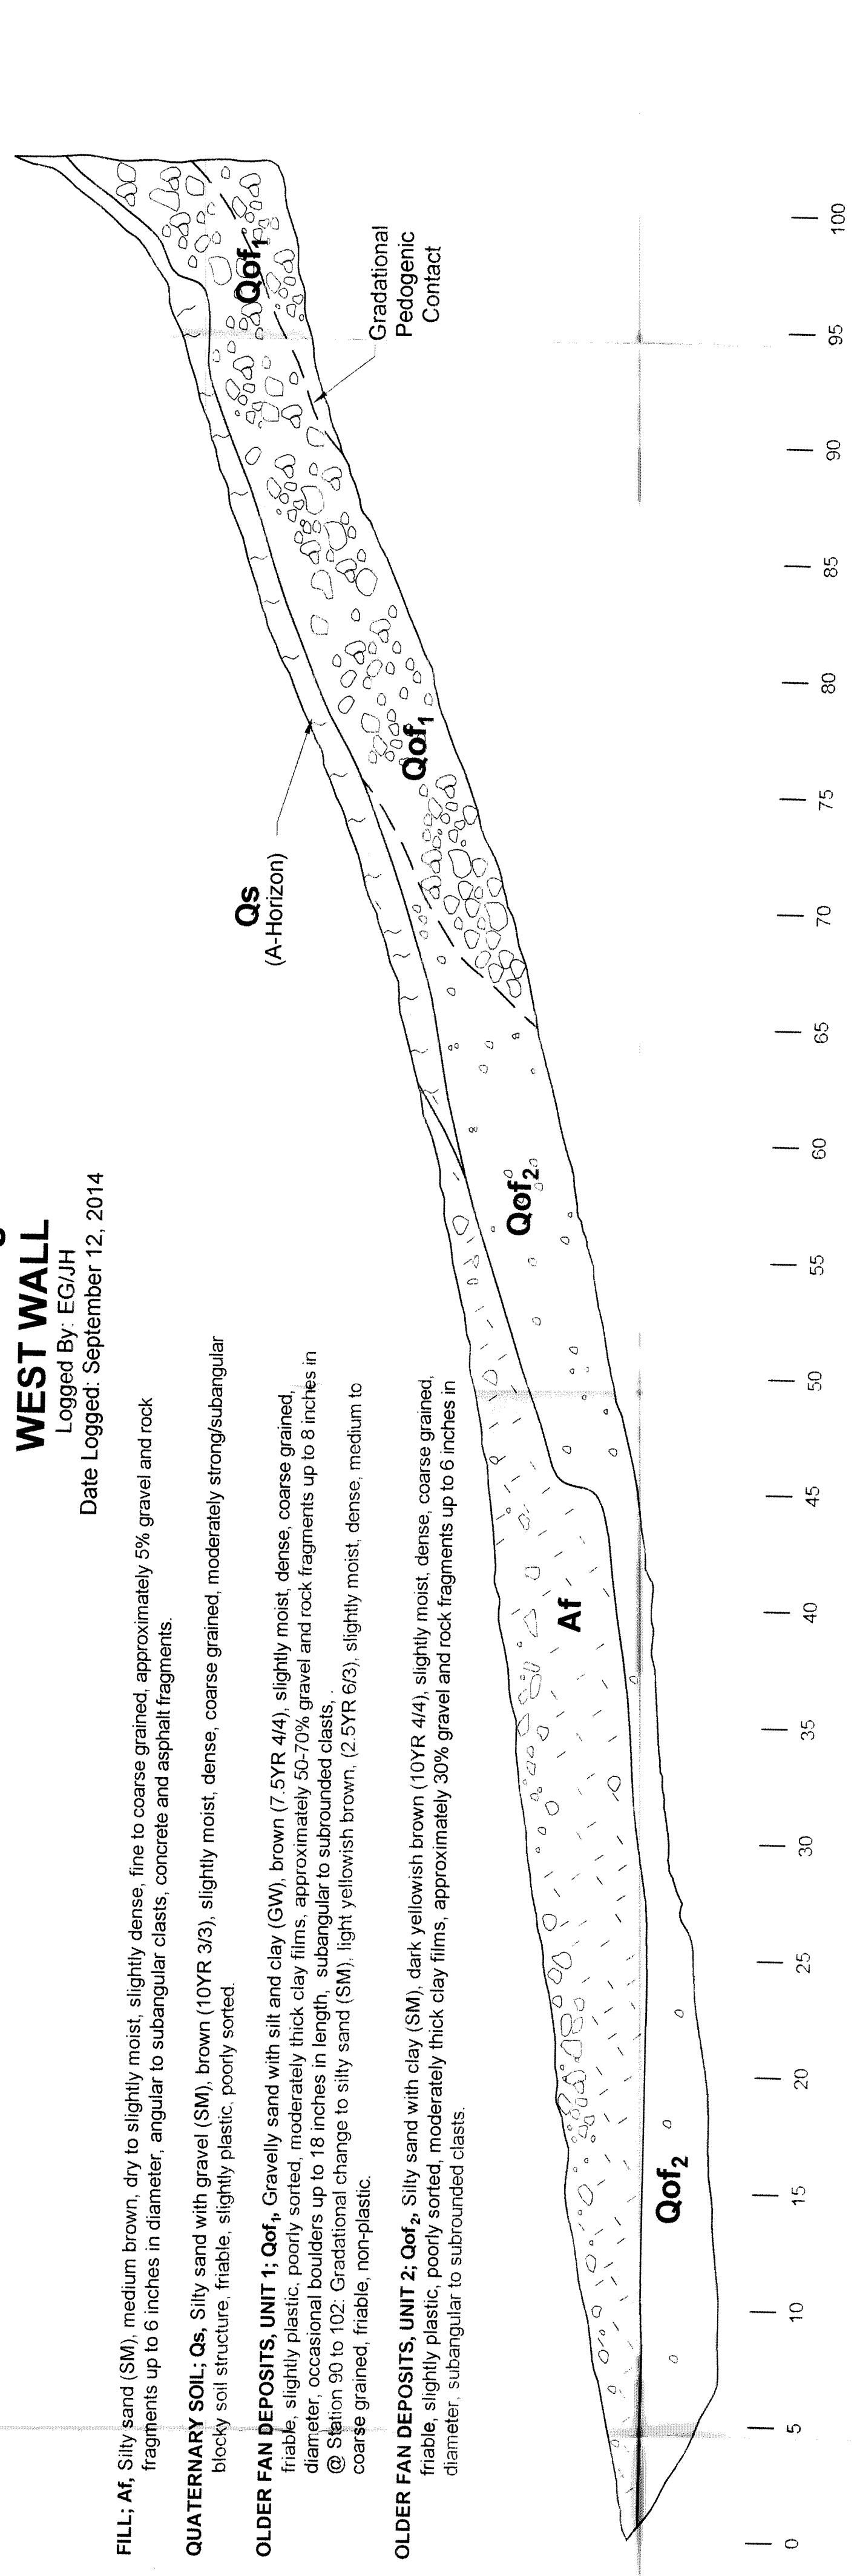 WEST WALL
Logged By: EG/JH
Date Logged: September 12, 2014
FILL; Af, Silty sand (SM), medium brown, dry to slightly moist, slightly dense, fine to coarse grained, approximately 5% gravel and rock
fragments up to 6 inches in diameter, angular to subangular clasts, concrete and asphalt fragments.
QUATERNARY SOIL; Qs, Silty sand with gravel (SM), brown (10YR 3/3), slightly moist, dense, coarse grained, moderately strong/subangular
blocky soil structure, friable, slightly plastic, poorly sorted.
OLDER FAN DEPOSITS, UNIT 1; Qof₁, Gravelly sand with silt and clay (GW), brown (7.5YR 4/4), slightly moist, dense, coarse grained,
friable, slightly plastic, poorly sorted, moderately thick clay films, approximately 50-70% gravel and rock fragments up to 8 inches in
diameter, occasional boulders up to 18 inches in length, subangular to subrounded clasts, .
@ Station 90 to 102: Gradational change to silty sand (SM), light yellowish brown, (2.5YR 6/3), slightly moist, dense, medium to
coarse grained, friable, non-plastic.
OLDER FAN DEPOSITS, UNIT 2; Qof₂, Silty sand with clay (SM), dark yellowish brown (10YR 4/4), slightly moist, dense, coarse grained,
friable, slightly plastic, poorly sorted, moderately thick clay films, approximately 30% gravel and rock fragments up to 6 inches in
diameter, subangular to subrounded clasts.
Qs
(A-Horizon)
Gradational
Pedogenic
Contact
Qof₁
Qof₁
Qof₂
Af
Qof₂
0 5 10 15 20 25 30 35 40 45 50 55 60 65 70 75 80 85 90 95 100